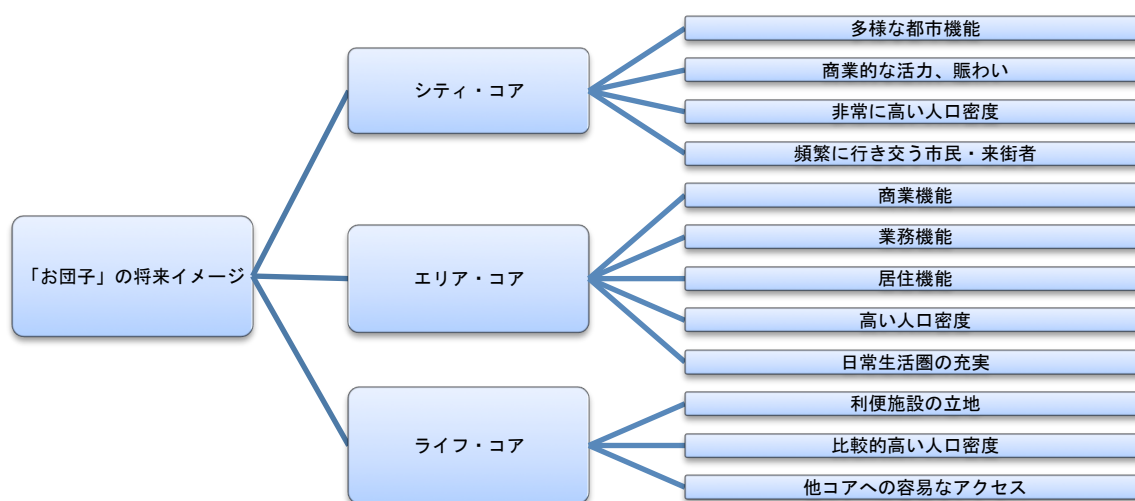 「お団子」の将来イメージ
シティ・コア
多様な都市機能
商業的な活力、賑わい
非常に高い人口密度
頻繁に行き交う市民・来街者
エリア・コア
商業機能
業務機能
居住機能
高い人口密度
日常生活圏の充実
ライフ・コア
利便施設の立地
比較的高い人口密度
他コアへの容易なアクセス